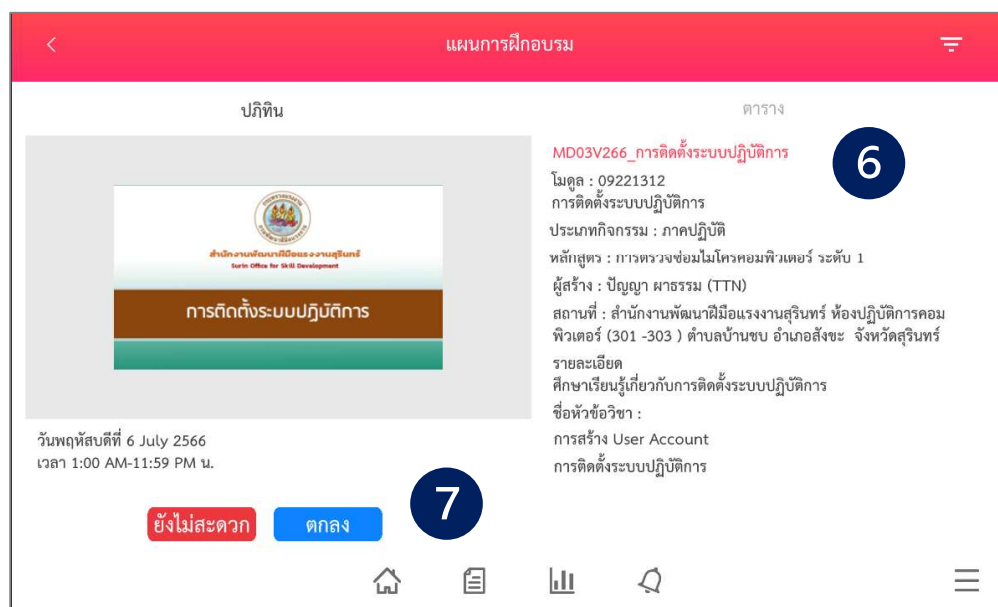 แผนการฝึกอบรม
ปฏิทิน
ตาราง
สำนักงานพัฒนาฝีมือแรงงานสุรินทร์
Surin Office for Skill Development
การติดตั้งระบบปฏิบัติการ
วันพฤหัสบดีที่ 6 July 2566
เวลา 1:00 AM-11:59 PM น.
ยังไม่สะดวก
ตกลง
7
MD03V266_การติดตั้งระบบปฏิบัติการ
6
โมดูล : 09221312
การติดตั้งระบบปฏิบัติการ
ประเภทกิจกรรม : ภาคปฏิบัติ
หลักสูตร : การตรวจซ่อมไมโครคอมพิวเตอร์ ระดับ 1
ผู้สร้าง : ปัญญา ผาธรรม (TTN)
สถานที่ : สำนักงานพัฒนาฝีมือแรงงานสุรินทร์ ห้องปฏิบัติการคอม
พิวเตอร์ (301 -303 ) ตำบลบ้านชบ อำเภอสังขะ จังหวัดสุรินทร์
รายละเอียด
ศึกษาเรียนรู้เกี่ยวกับการติดตั้งระบบปฏิบัติการ
ชื่อหัวข้อวิชา :
การสร้าง User Account
การติดตั้งระบบปฏิบัติการ